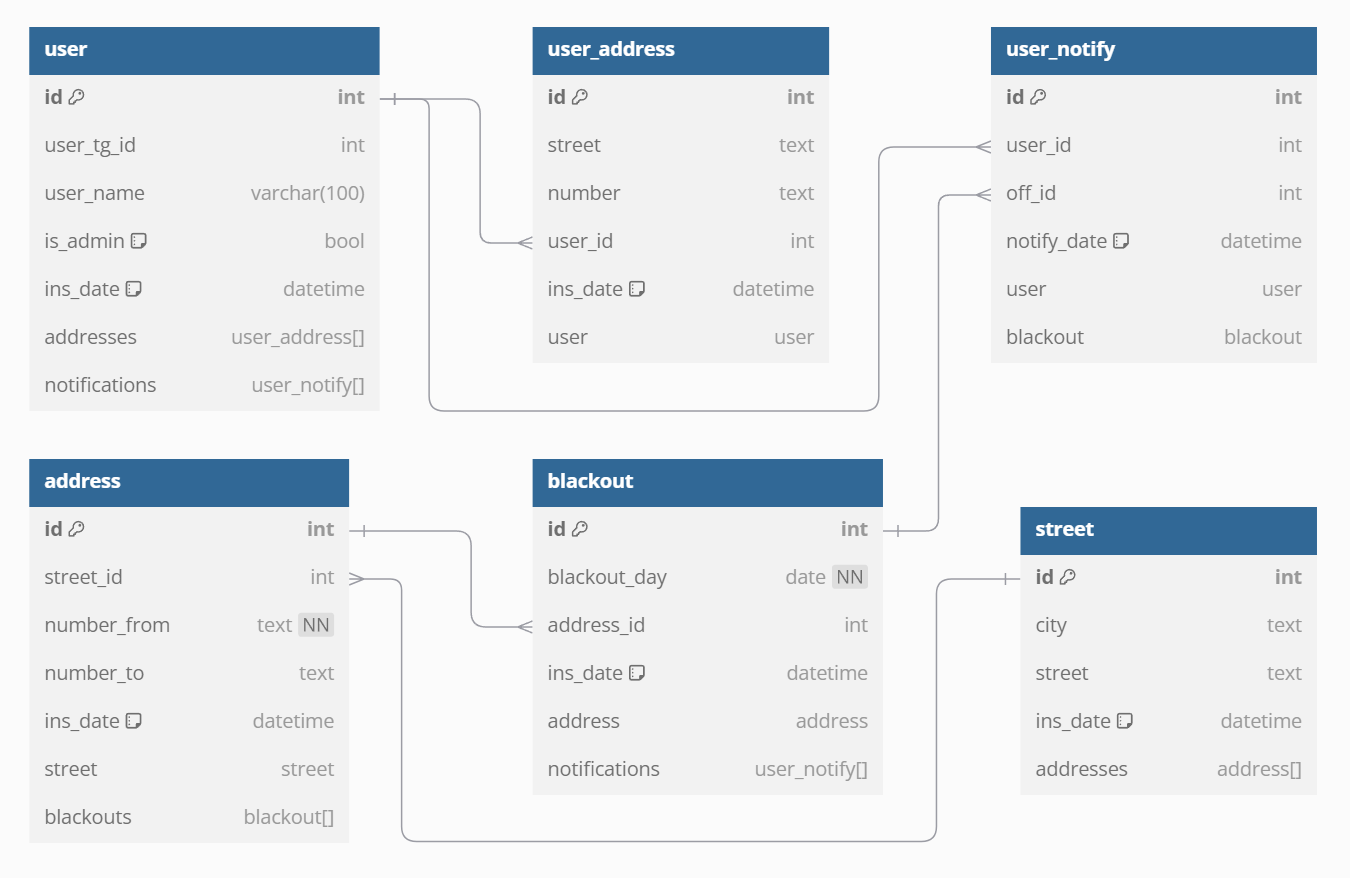 user
id int
user_tg_id int
user_name varchar(100)
is_admin bool
ins_date datetime
addresses user_address[]
notifications user_notify[]
user_address
id int
street text
number text
user_id int
ins_date datetime
user user
user_notify
id int
user_id int
off_id int
notify_date datetime
user user
blackout blackout
address
id int
street_id int
number_from text NN
number_to text
ins_date datetime
street street
blackouts blackout[]
blackout
id int
blackout_day date NN
address_id int
ins_date datetime
address address
notifications user_notify[]
street
id int
city text
street text
ins_date datetime
addresses address[]